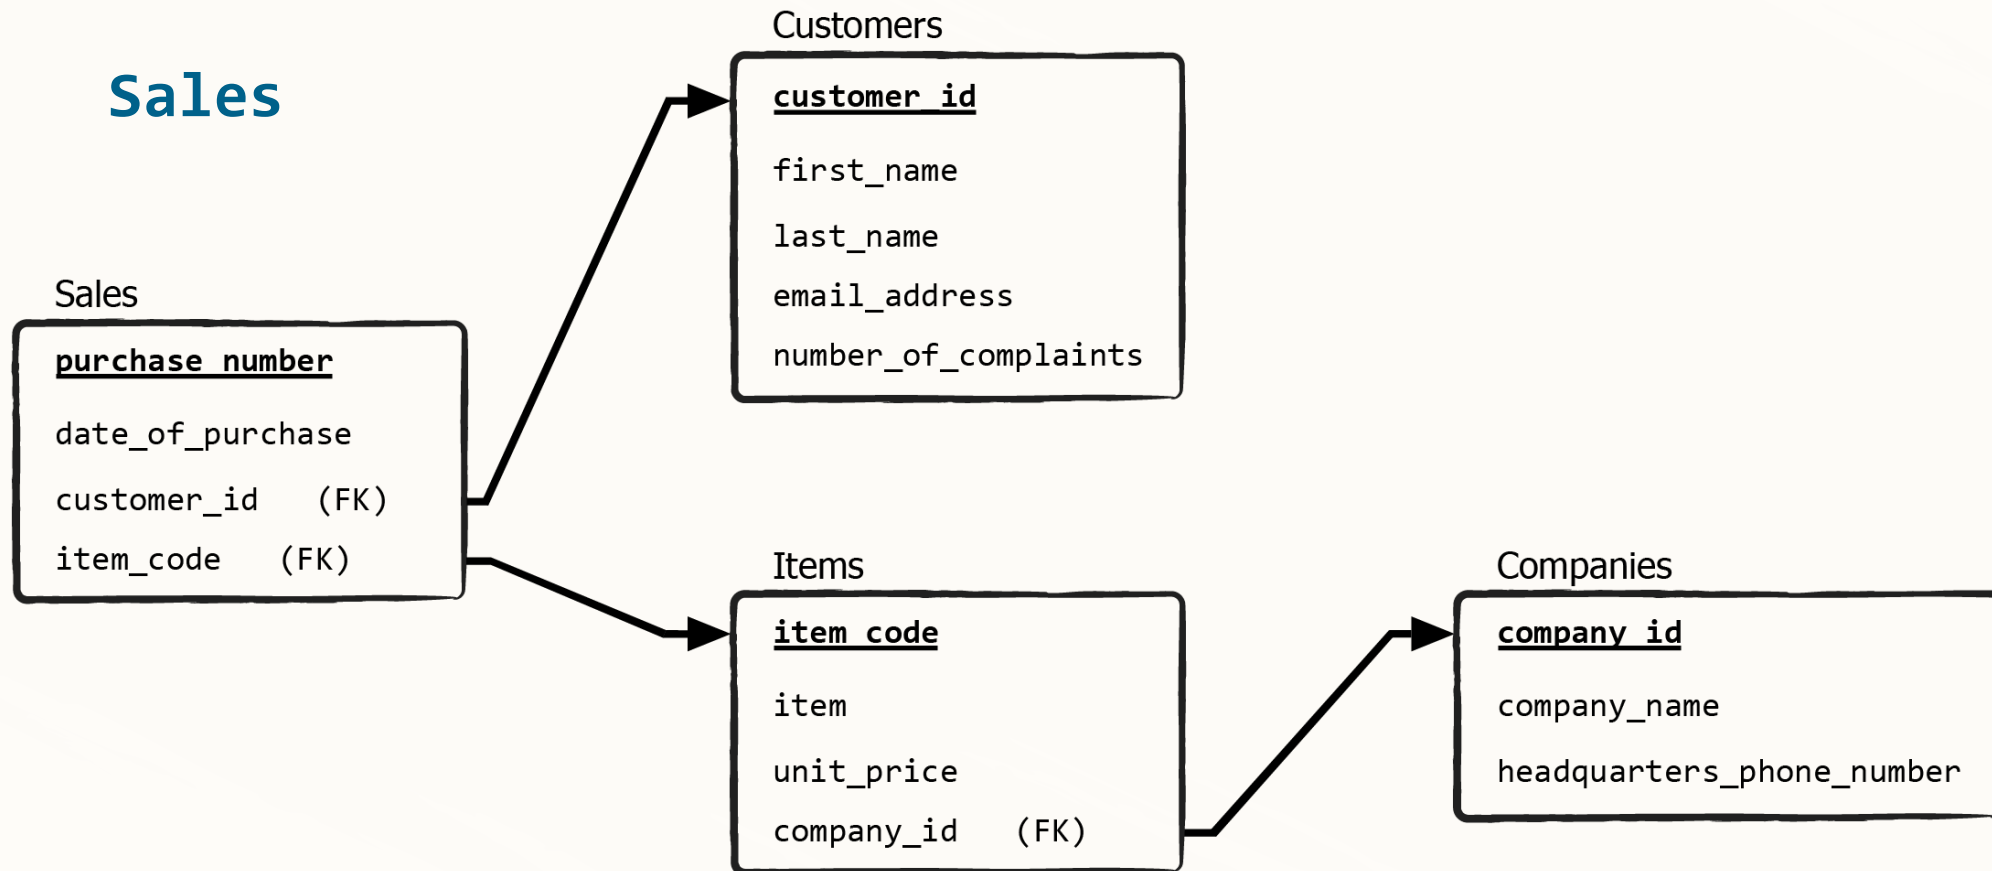 Sales
Customers
customer_id
first_name
last_name
email_address
number_of_complaints
Sales
purchase_number
date_of_purchase
customer_id (FK)
item_code (FK)
Items
item_code
item
unit_price
company_id (FK)
Companies
company_id
company_name
headquarters_phone_number